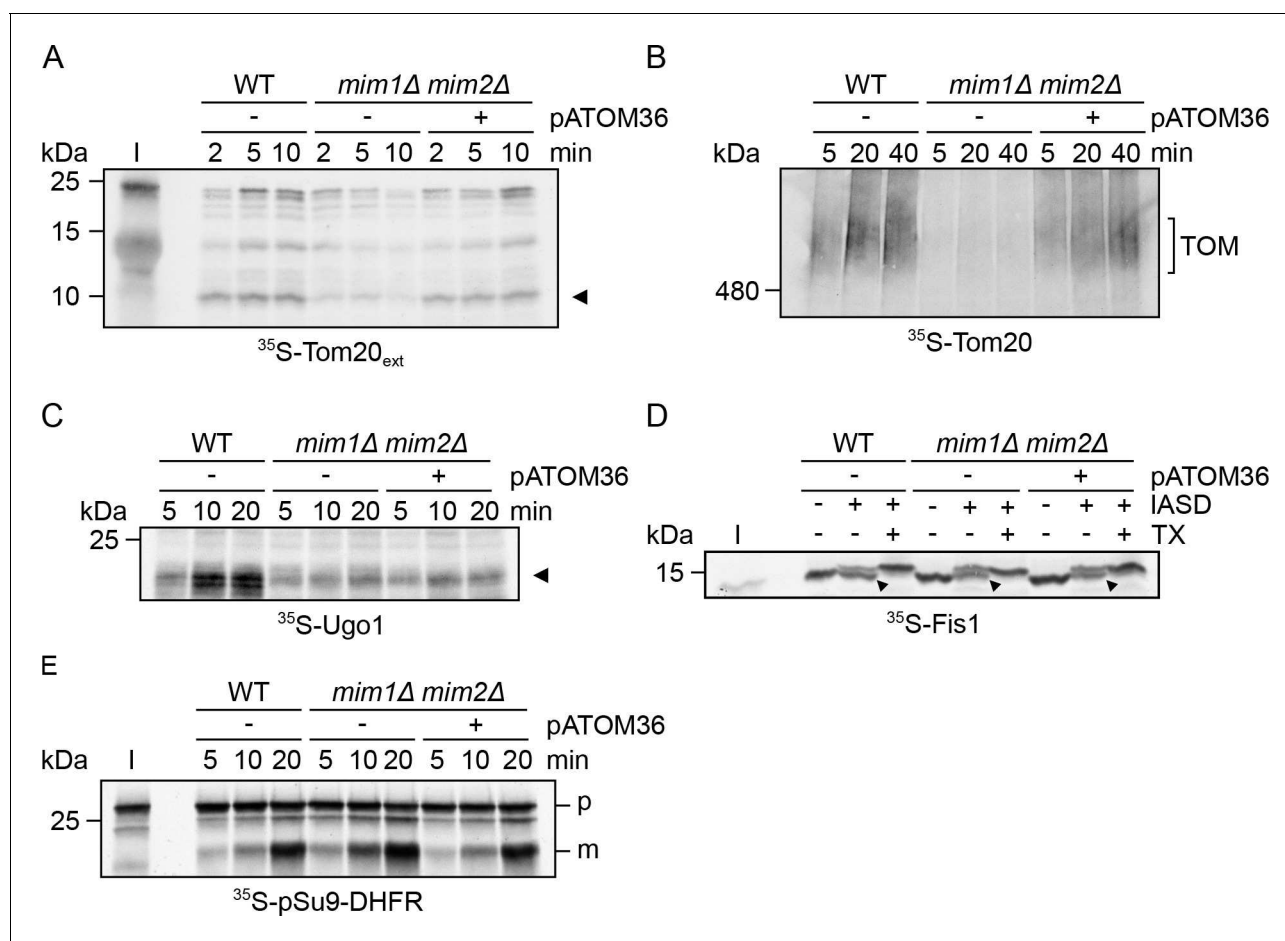 A
WT mim1Δ mim2Δ
- - + pATOM36
kDa I 2 5 10 2 5 10 2 5 10 min
25
15
10
35S-Tom20ext
B
WT mim1Δ mim2Δ
- - + pATOM36
kDa 5 20 40 5 20 40 5 20 40 min
TOM
480
35S-Tom20
C
WT mim1Δ mim2Δ
- - + pATOM36
kDa 5 10 20 5 10 20 5 10 20 min
25
35S-Ugo1
D
WT mim1Δ mim2Δ
- - + pATOM36
- + + - + + - + + IASD
kDa I - - + - - + - - + TX
15
35S-Fis1
E
WT mim1Δ mim2Δ
- - + pATOM36
kDa I 5 10 20 5 10 20 5 10 20 min
p
25
m
35S-pSu9-DHFR